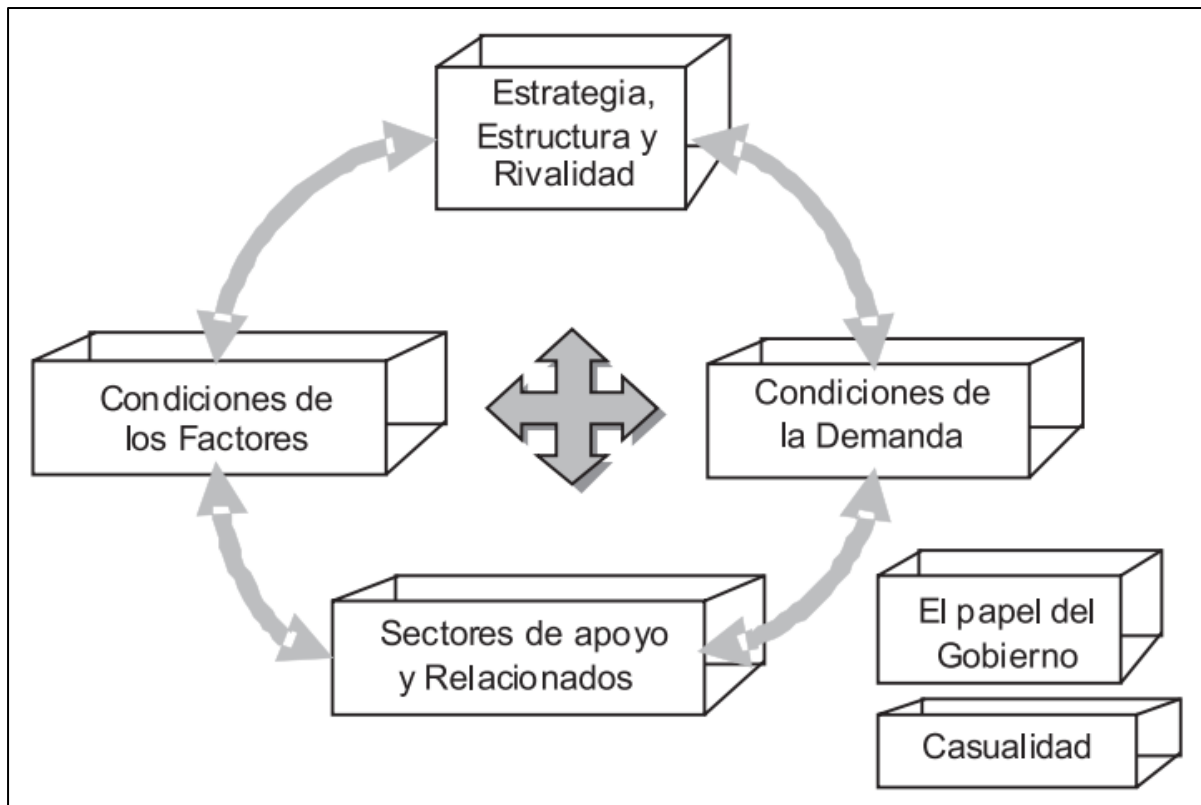 Estrategia,
Estructura y
Rivalidad
Condiciones de
los Factores
Condiciones de
la Demanda
Sectores de apoyo
y Relacionados
El papel del
Gobierno
Casualidad